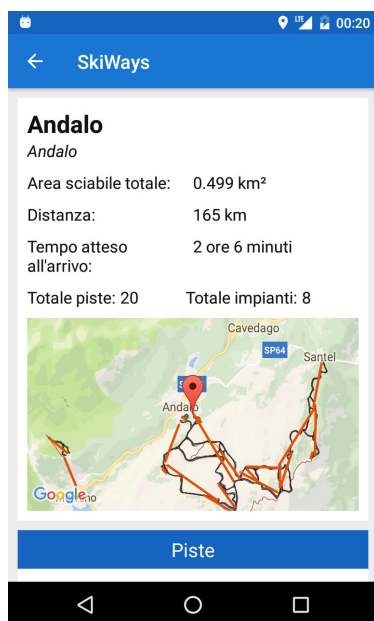 LTE 00:20
SkiWays
Andalo
Andalo
Area sciabile totale: 0.499 km²
Distanza: 165 km
Tempo atteso 2 ore 6 minuti
all'arrivo:
Totale piste: 20 Totale impianti: 8
Cavedago
SP64
Santel
Andalo
Google
Piste